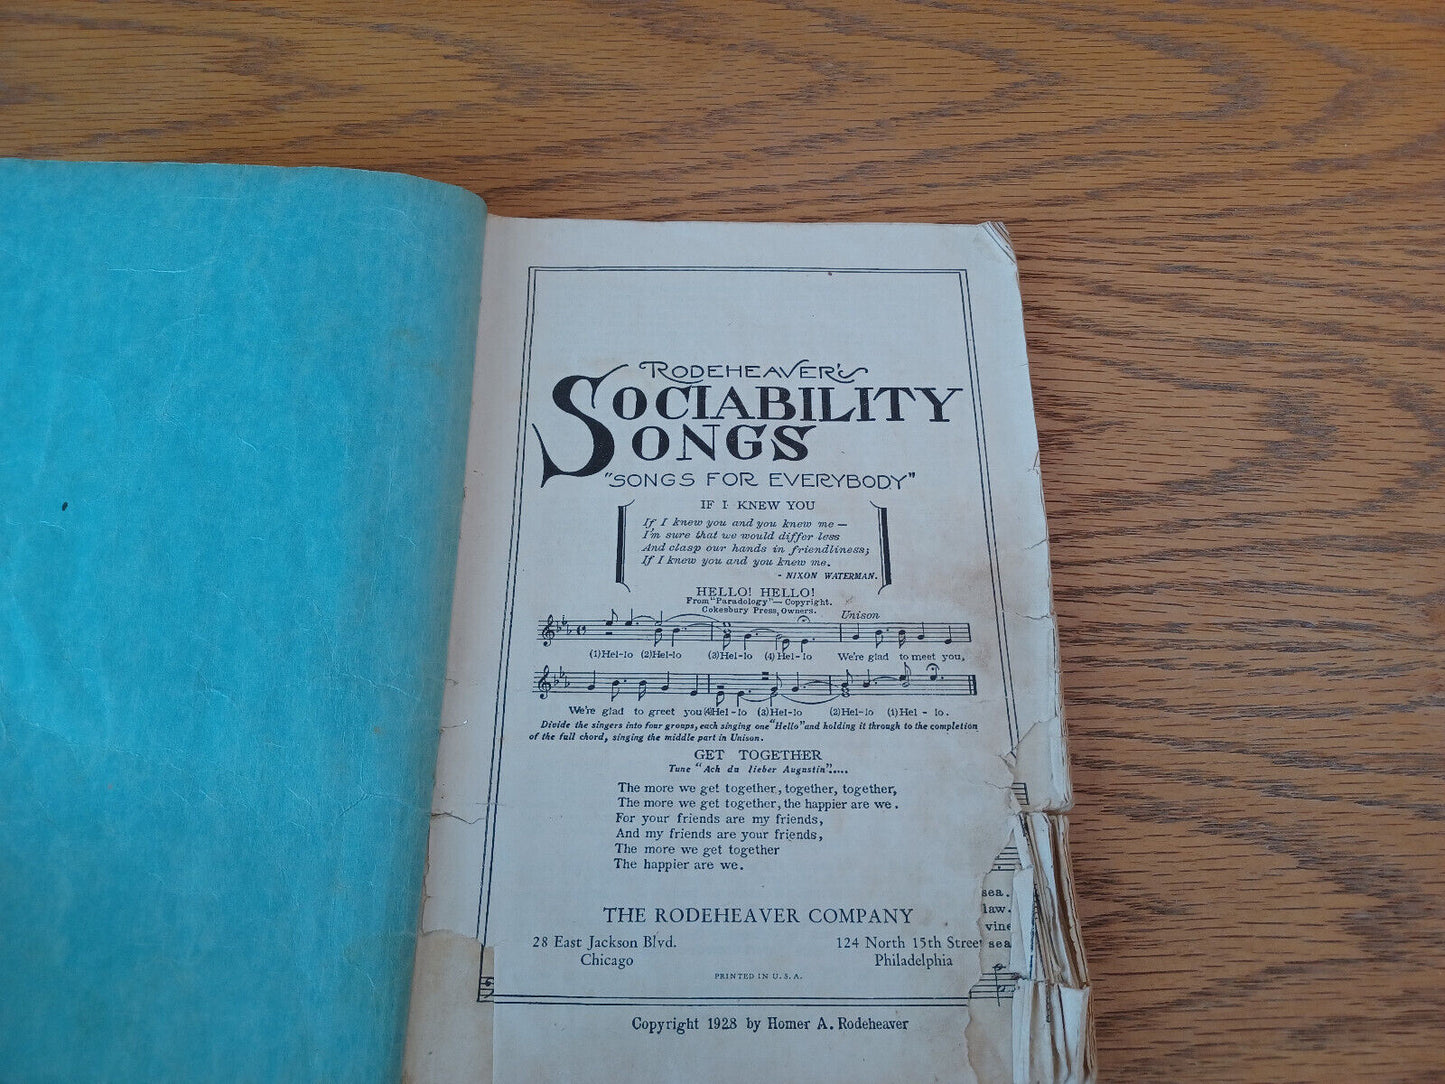 RODEHEAVER'S
SOCIABILITY
SONGS
"SONGS FOR EVERYBODY"
IF I KNEW YOU
If I knew you and you knew me —
I'm sure that we would differ less
And clasp our hands in friendliness;
If I knew you and you knew me.
- NIXON WATERMAN.
HELLO! HELLO!
From "Paradology" — Copyright.
Cokesbury Press, Owners.
Unison
(1)Hel-lo (2)Hel-lo (3)Hel-lo (4)Hel-lo We're glad to meet you,
We're glad to greet you (4)Hel-lo (3)Hel-lo (2)Hel-lo (1)Hel - lo.
Divide the singers into four groups, each singing one "Hello" and holding it through to the completion
of the full chord, singing the middle part in Unison.
GET TOGETHER
Tune "Ach du lieber Augustin".....
The more we get together, together, together,
The more we get together, the happier are we.
For your friends are my friends,
And my friends are your friends,
The more we get together
The happier are we.
sea.
law.
vine
sea
THE RODEHEAVER COMPANY
28 East Jackson Blvd. 124 North 15th Street
Chicago Philadelphia
PRINTED IN U.S.A.
Copyright 1928 by Homer A. Rodeheaver